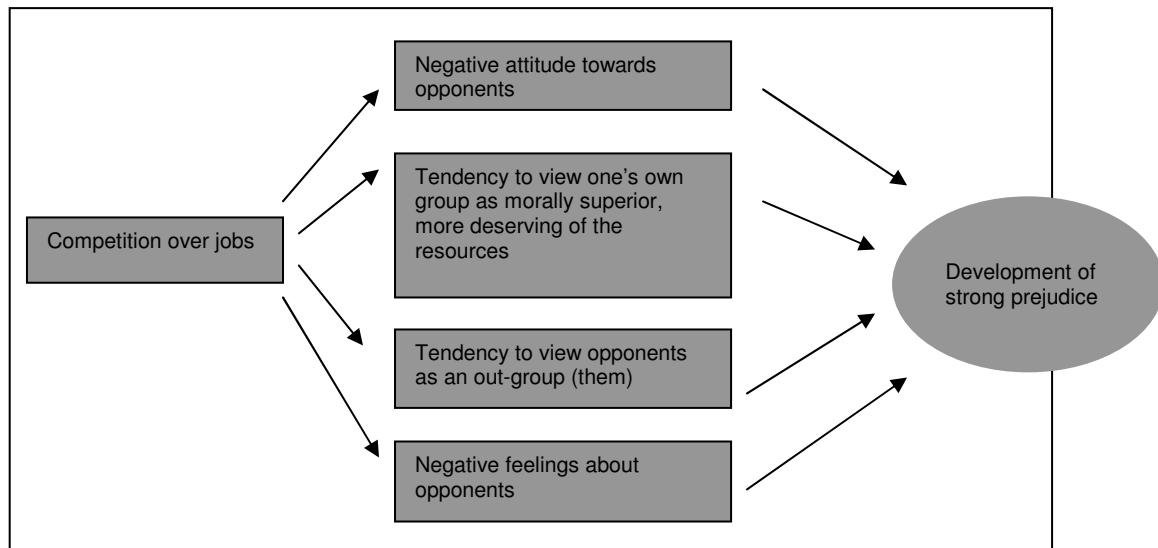 Negative attitude towards
opponents
Tendency to view one’s own
group as morally superior,
more deserving of the
resources
Competition over jobs
Development of
strong prejudice
Tendency to view opponents
as an out-group (them)
Negative feelings about
opponents